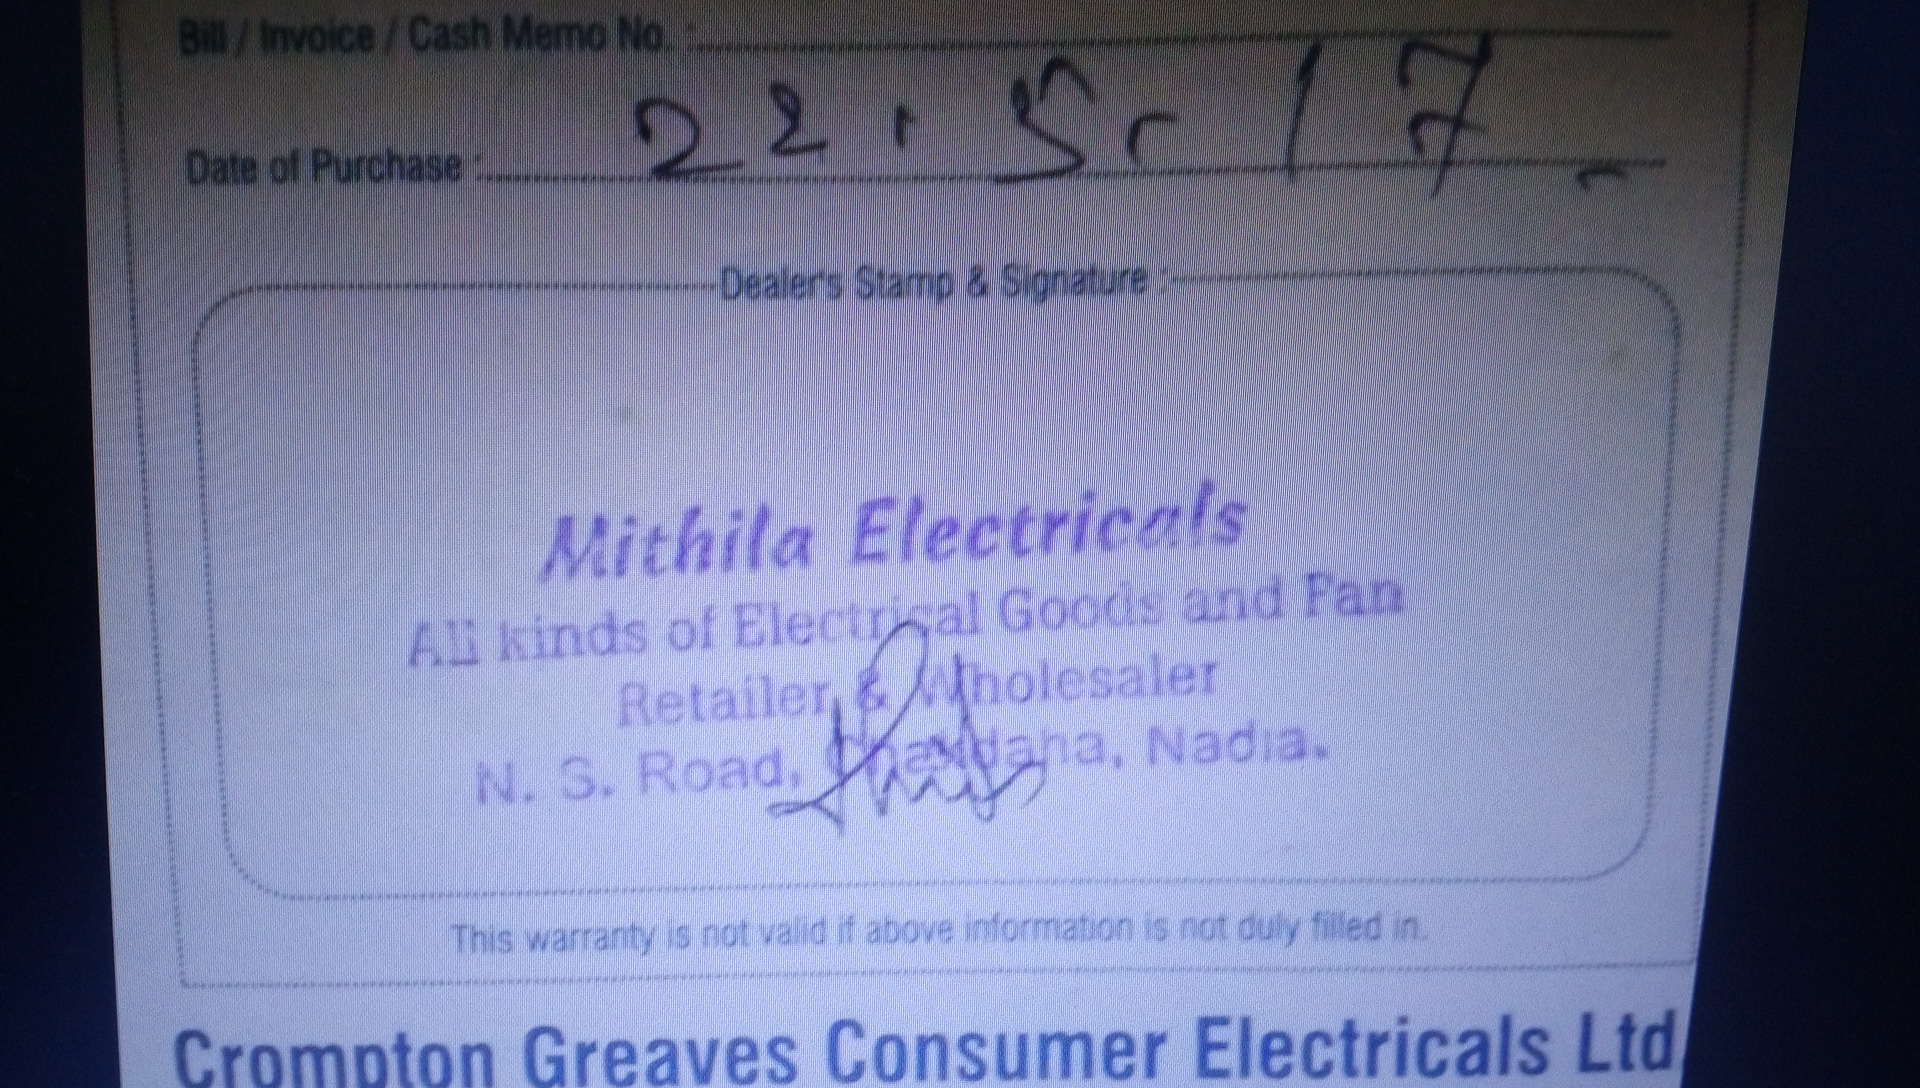 Bill / Invoice / Cash Memo No. :
Date of Purchase : 22. 5. 17
Dealer's Stamp & Signature :
Mithila Electricals
All kinds of Electrical Goods and Fan
Retailer & Wholesaler
N. S. Road, Nadia.
This warranty is not valid if above information is not duly filled in.
Crompton Greaves Consumer Electricals Ltd